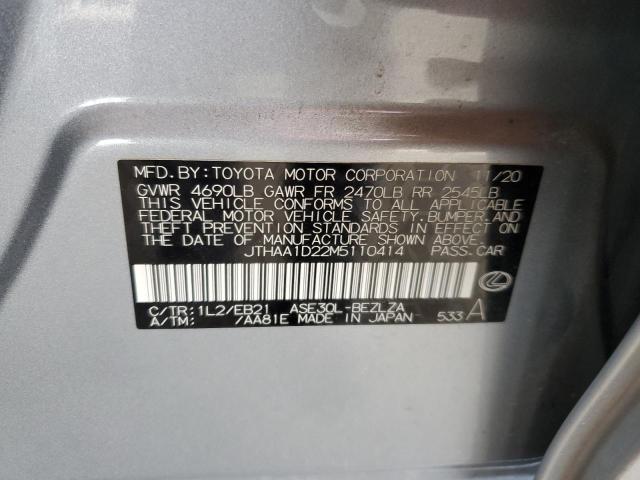 MFD. BY: TOYOTA MOTOR CORPORATION 11/20
GVWR 4690LB GAWR FR 2470LB RR 2545LB
THIS VEHICLE CONFORMS TO ALL APPLICABLE
FEDERAL MOTOR VEHICLE SAFETY, BUMPER, AND
THEFT PREVENTION STANDARDS IN EFFECT ON
THE DATE OF MANUFACTURE SHOWN ABOVE.
JTHAA1D22M5110414 PASS. CAR
C/TR: 1L2/EB21 ASE30L-BEZLZA
A/TM: /AA81E MADE IN JAPAN 533 A